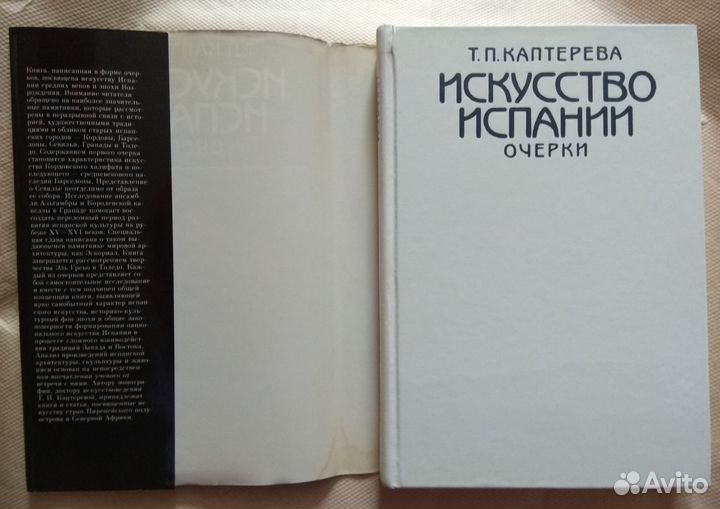 Книга, написанная в форме очер-
ков, посвящена искусству Испа-
нии средних веков и эпохи Воз-
рождения. Внимание читателя
обращено на наиболее значитель-
ные памятники, которые рассмот-
рены в неразрывной связи с исто-
рией, художественными тради-
циями и обликом старых испан-
ских городов — Кордовы, Барсе-
лоны, Севильи, Гранады и Толе-
до. Содержанием первого очерка
становится характеристика искус-
ства Кордовского халифата и по-
следующего — средневекового на-
следия Барселоны. Представление
о Севилье неотделимо от образа
ее собора. Исследование ансамб-
ля Альгамбры и Королевской ка-
пеллы в Гранаде помогает вос-
создать переломный период раз-
вития испанской культуры на ру-
беже XV—XVI веков. Специаль-
ная глава написана о таком вы-
дающемся памятнике мировой ар-
хитектуры, как Эскориал. Книга
завершается рассмотрением твор-
чества Эль Греко в Толедо. Каж-
дый из очерков представляет со-
бой самостоятельное исследование
и вместе с тем подчинен общей
концепции книги, выявляющей
ярко самобытный характер испан-
ского искусства, историко-куль-
турный фон эпохи и общие зако-
номерности формирования нацио-
нального искусства Испании в
процессе сложного взаимодейст-
вия традиций Запада и Востока.
Анализ произведений испанской
архитектуры, скульптуры и живо-
писи основан на непосредствен-
ном впечатлении ученого от
встречи с ними. Автору моногра-
фии, доктору искусствоведения
Т. П. Каптеревой, принадлежат
книги и статьи, посвященные ис-
кусству стран Пиренейского полу-
острова и Северной Африки.
Т. П. КАПТЕРЕВА
ИСКУССТВО
ИСПАНИИ
ОЧЕРКИ
Avito